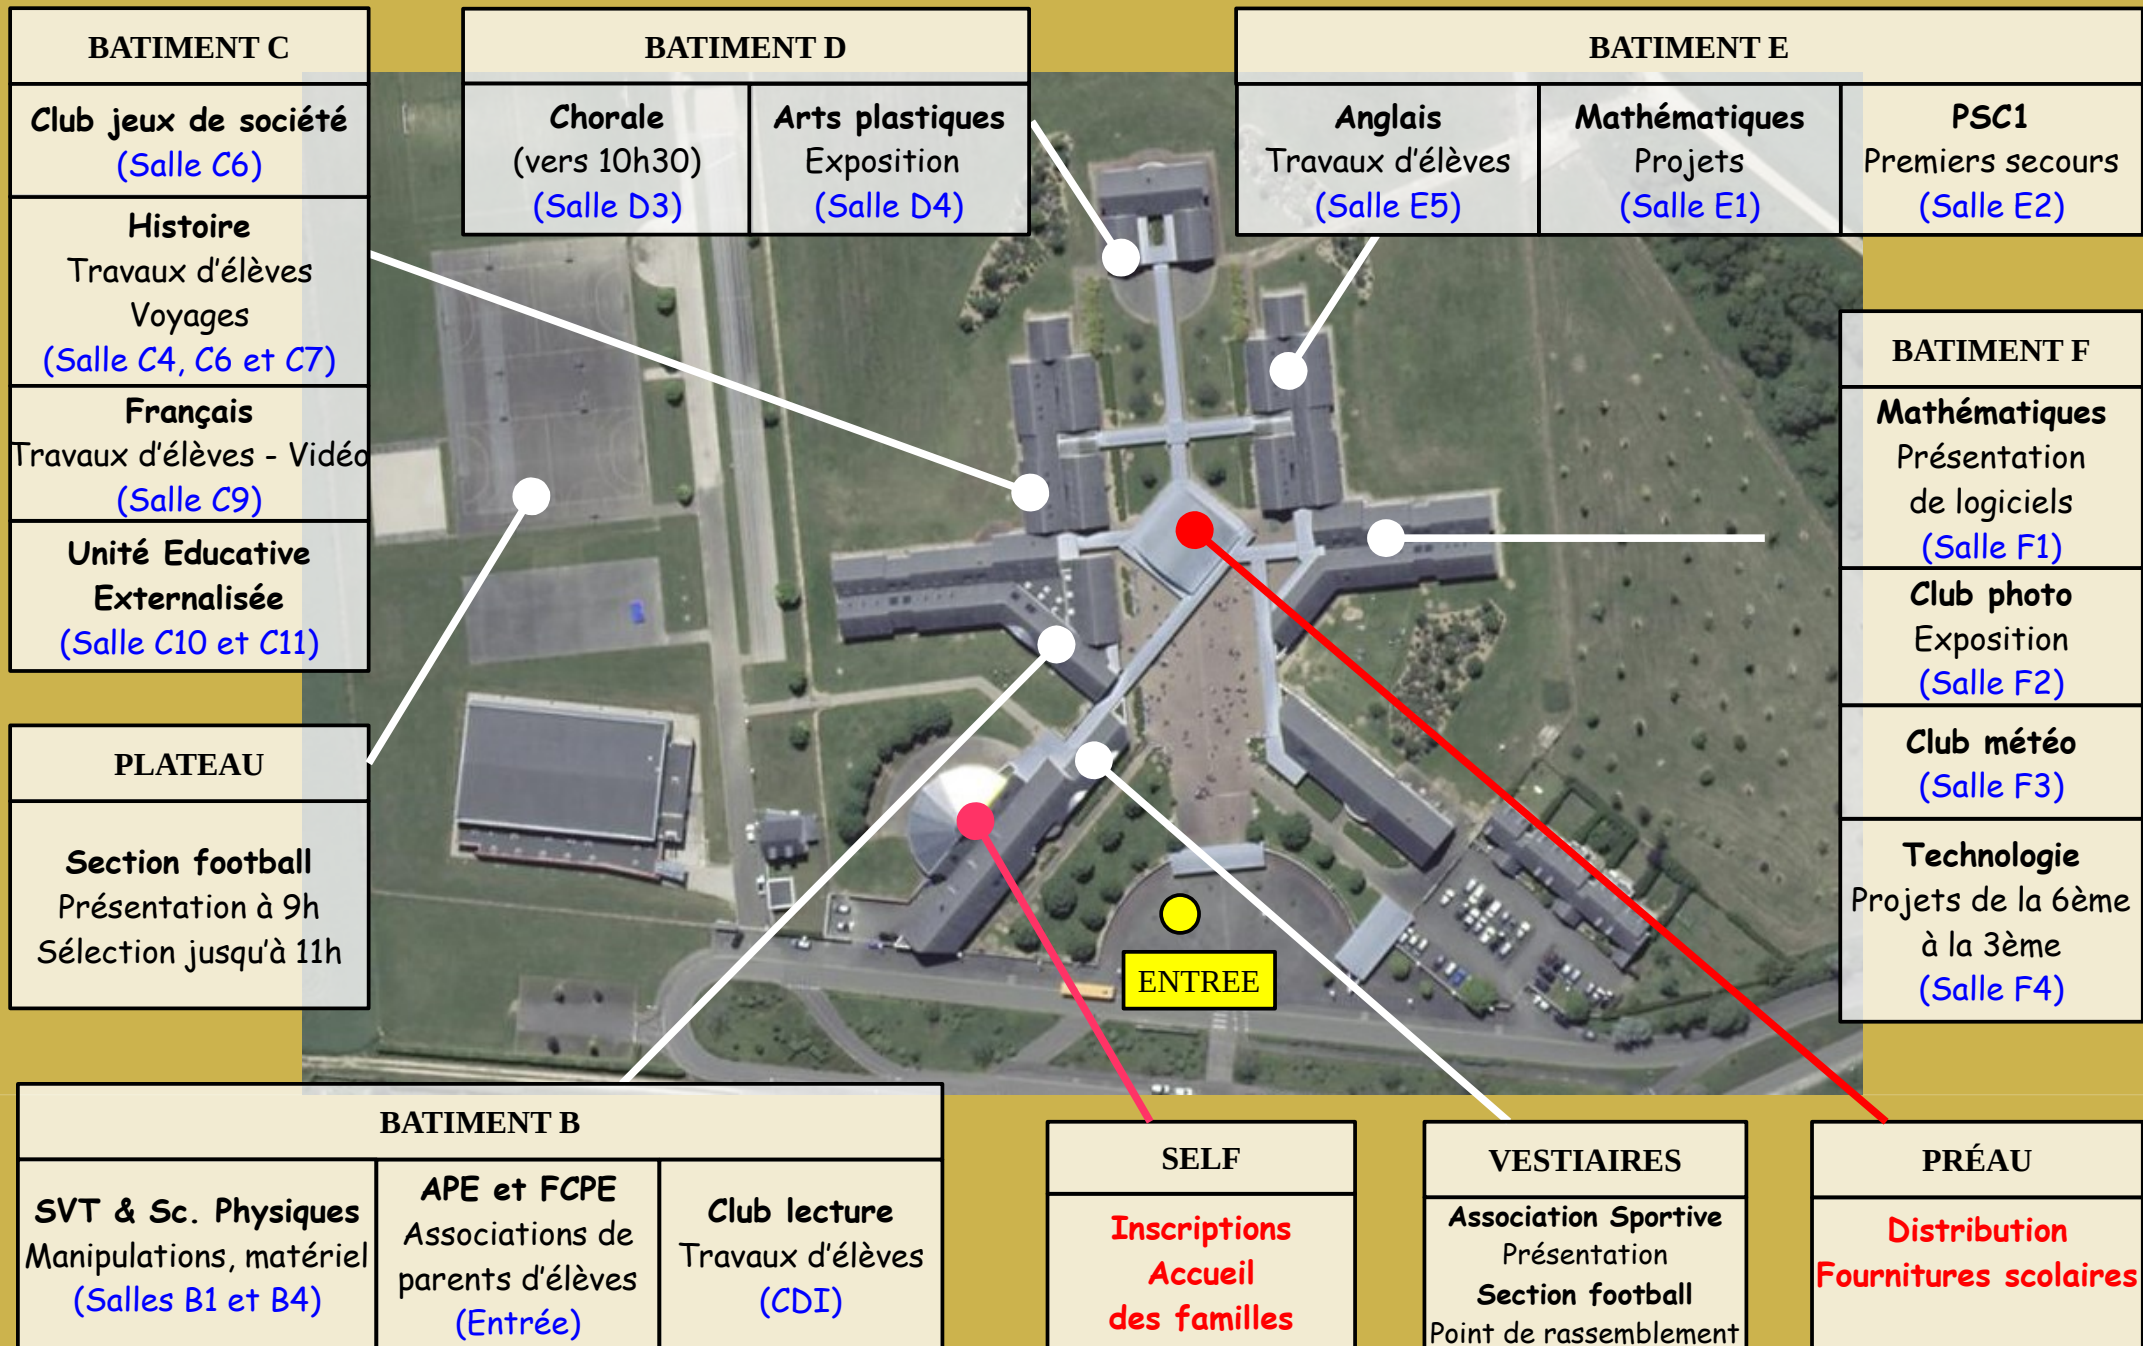 BATIMENT C
Club jeux de société
(Salle C6)
Histoire
Travaux d'élèves
Voyages
(Salle C4, C6 et C7)
Français
Travaux d'élèves - Vidéo
(Salle C9)
Unité Educative
Externalisée
(Salle C10 et C11)
BATIMENT D
Chorale
(vers 10h30)
(Salle D3)
Arts plastiques
Exposition
(Salle D4)
BATIMENT E
Anglais
Travaux d'élèves
(Salle E5)
Mathématiques
Projets
(Salle E1)
PSC1
Premiers secours
(Salle E2)
BATIMENT F
Mathématiques
Présentation
de logiciels
(Salle F1)
Club photo
Exposition
(Salle F2)
Club météo
(Salle F3)
Technologie
Projets de la 6ème
à la 3ème
(Salle F4)
PLATEAU
Section football
Présentation à 9h
Sélection jusqu'à 11h
ENTREE
BATIMENT B
SVT & Sc. Physiques
Manipulations, matériel
(Salles B1 et B4)
APE et FCPE
Associations de
parents d'élèves
(Entrée)
Club lecture
Travaux d'élèves
(CDI)
SELF
Inscriptions
Accueil
des familles
VESTIAIRES
Association Sportive
Présentation
Section football
Point de rassemblement
PRÉAU
Distribution
Fournitures scolaires